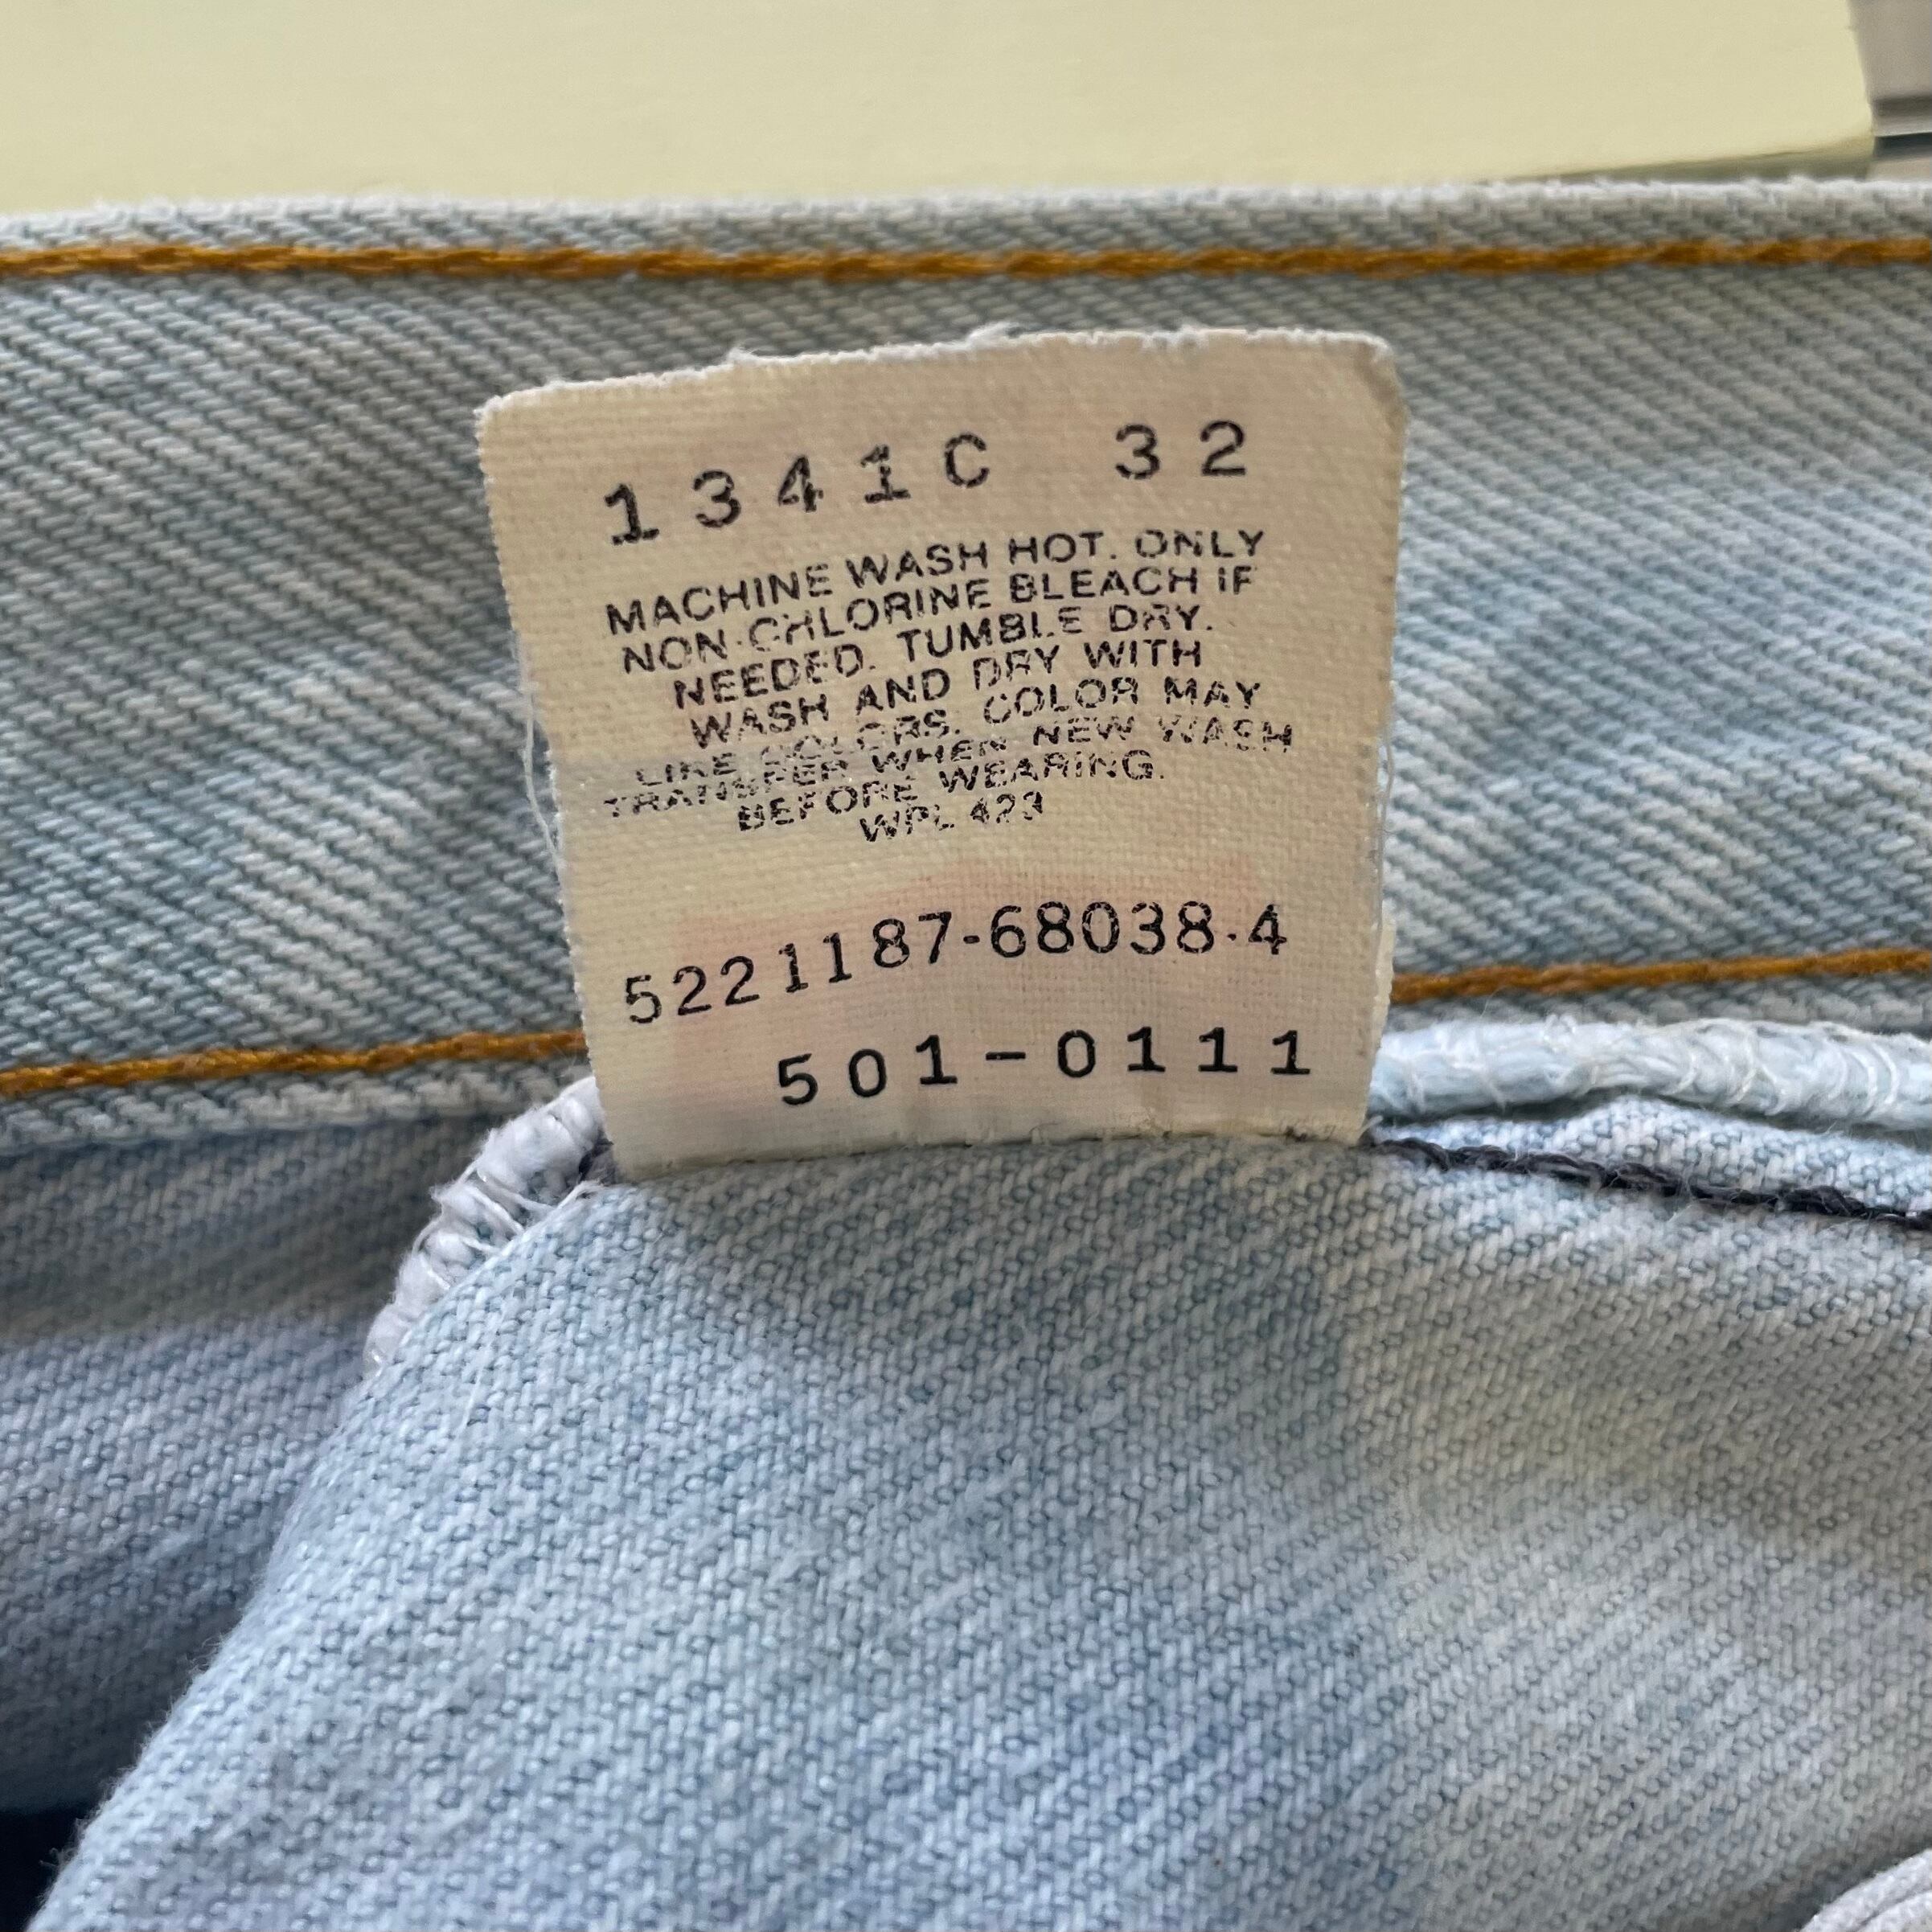 1341C 32
MACHINE WASH HOT. ONLY
NON-CHLORINE BLEACH IF
NEEDED. TUMBLE DRY.
WASH AND DRY WITH
LIKE COLORS. COLOR MAY
TRANSFER WHEN NEW WASH
BEFORE WEARING.
WPL 423
5221187-68038-4
501-0111